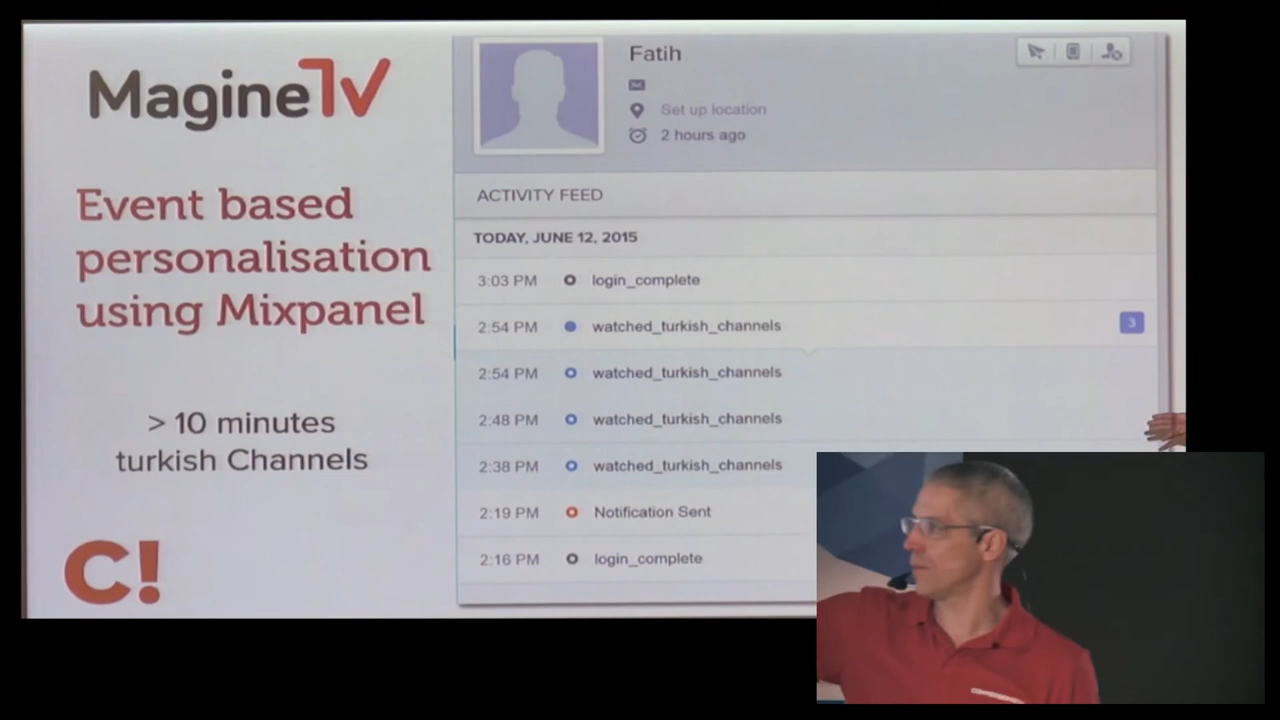 MagineTV
Event based
personalisation
using Mixpanel
> 10 minutes
turkish Channels
C!
Fatih
Set up location
2 hours ago
ACTIVITY FEED
TODAY, JUNE 12, 2015
3:03 PM login_complete
2:54 PM watched_turkish_channels 3
2:54 PM watched_turkish_channels
2:48 PM watched_turkish_channels
2:38 PM watched_turkish_channels
2:19 PM Notification Sent
2:16 PM login_complete